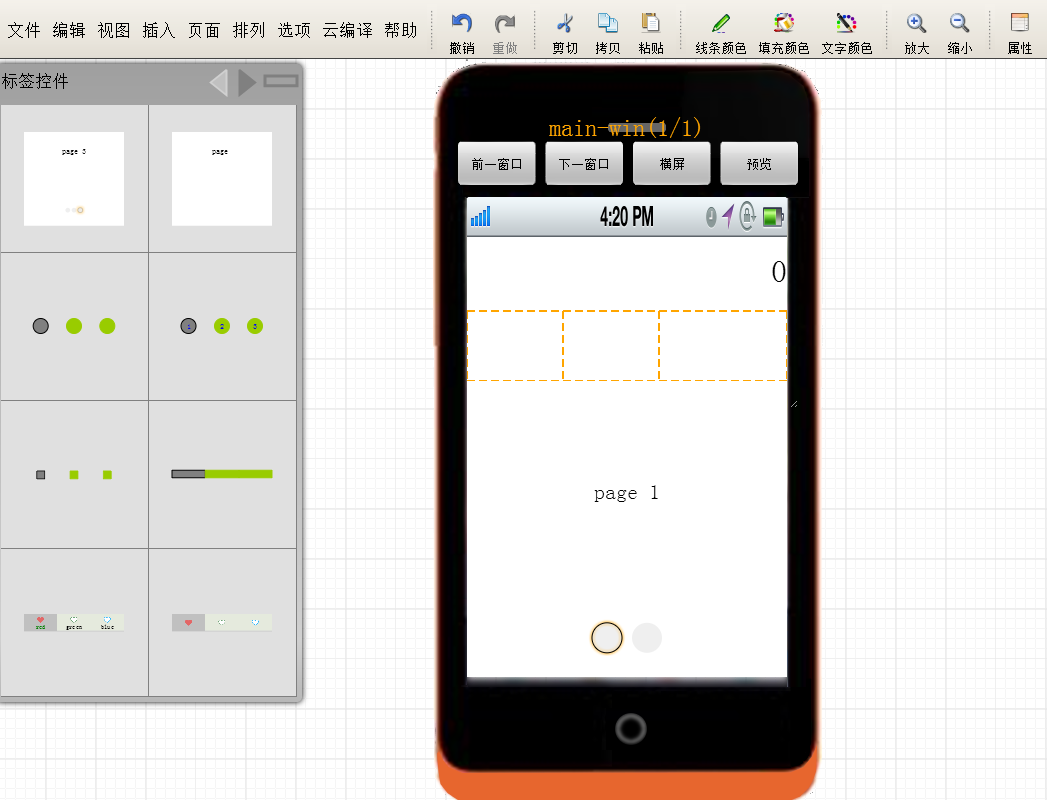 文件 编辑 视图 插入 页面 排列 选项 云编译 帮助
撤销 重做 剪切 拷贝 粘贴 线条颜色 填充颜色 文字颜色 放大 缩小 属性
标签控件
page 3
page
1 2 3
red green blue
main-win(1/1)
前一窗口 下一窗口 横屏 预览
4:20 PM
0
page 1